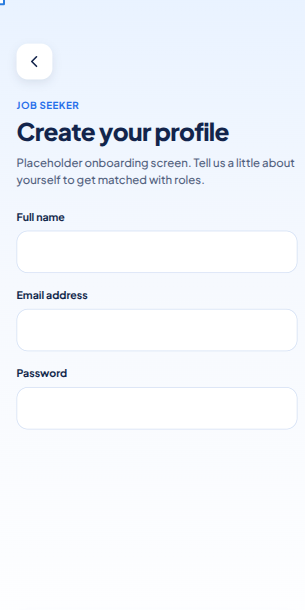 JOB SEEKER
Create your profile
Placeholder onboarding screen. Tell us a little about
yourself to get matched with roles.
Full name
Email address
Password